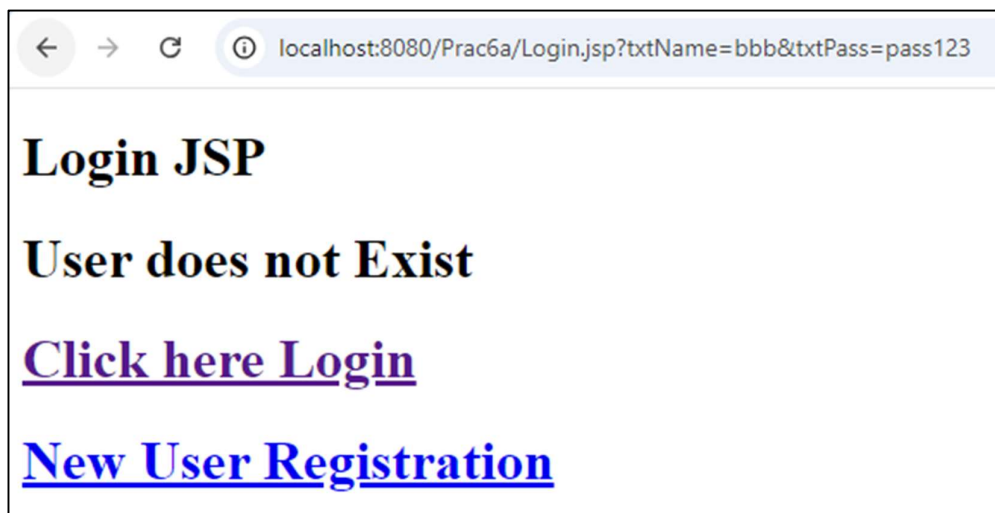 localhost:8080/Prac6a/Login.jsp?txtName=bbb&txtPass=pass123
Login JSP
User does not Exist
Click here Login
New User Registration